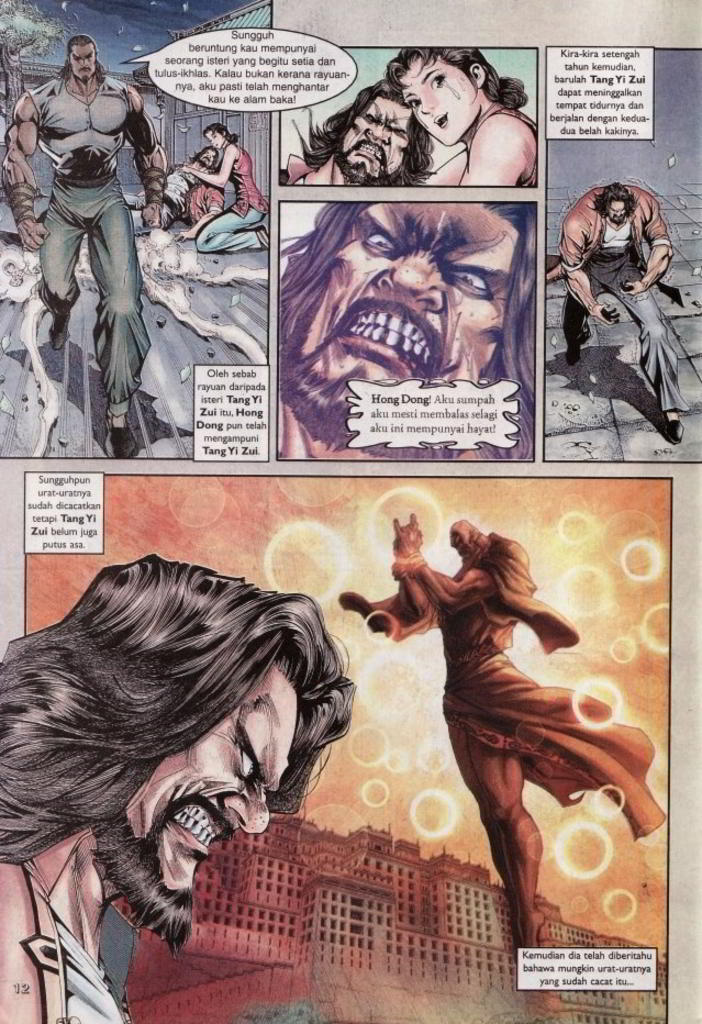 Sungguh
beruntung kau mempunyai
seorang isteri yang begitu setia dan
tulus-ikhlas. Kalau bukan kerana rayuan-
nya, aku pasti telah menghantar
kau ke alam baka!
Oleh sebab
rayuan daripada
isteri Tang Yi
Zui itu, Hong
Dong pun telah
mengampuni
Tang Yi Zui.
Hong Dong! Aku sumpah
aku mesti membalas selagi
aku ini mempunyai hayat!
Kira-kira setengah
tahun kemudian,
barulah Tang Yi Zui
dapat meninggalkan
tempat tidurnya dan
berjalan dengan kedua-
dua belah kakinya.
Sungguhpun
urat-uratnya
sudah dicacatkan
tetapi Tang Yi
Zui belum juga
putus asa.
Kemudian dia telah diberitahu
bahawa mungkin urat-uratnya
yang sudah cacat itu...
12